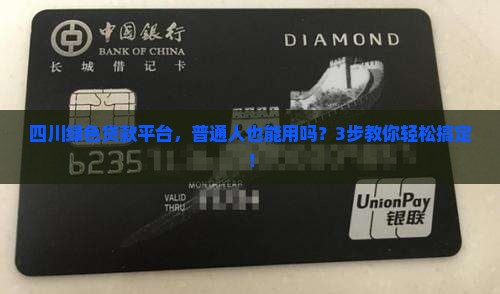 中国银行
BANK OF CHINA
DIAMOND
长城借记卡
四川绿色贷款平台，普通人也能用吗？3步教你轻松搞定
！
6235
MONTH/YEAR
VALID
THRU
UnionPay
银联